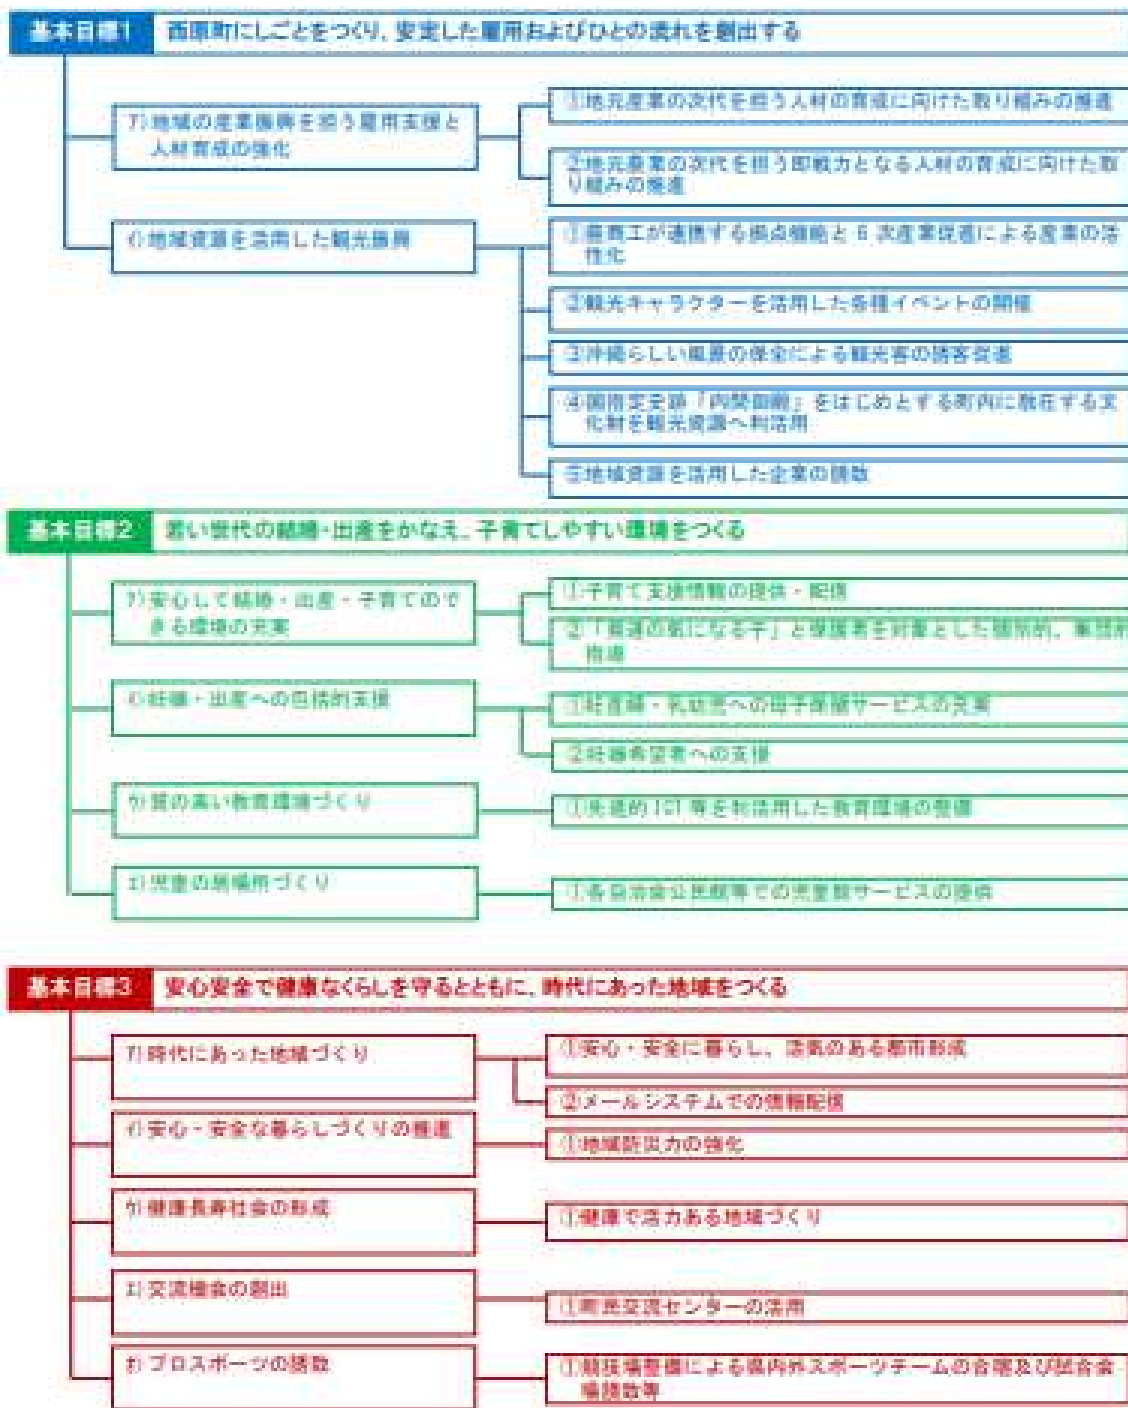 基本目標1 西原町にしごとをつくり、安定した雇用およびひとの流れを創出する
ア)地域の産業振興を担う雇用支援と
人材育成の強化
①地元産業の次代を担う人材の育成に向けた取り組みの推進
②地元産業の次代を担う即戦力となる人材の育成に向けた取
り組みの推進
イ)地域資源を活用した観光振興
①農商工が連携する拠点機能と6次産業促進による産業の活
性化
②観光キャラクターを活用した各種イベントの開催
③沖縄らしい風景の保全による観光客の誘客促進
④国指定史跡「内間御殿」をはじめとする町内に散在する文
化財を観光資源へ利活用
⑤地域資源を活用した企業の誘致
基本目標2 若い世代の結婚・出産をかなえ、子育てしやすい環境をつくる
ア)安心して結婚・出産・子育てので
きる環境の充実
①子育て支援情報の提供・配信
②「発達の気になる子」と保護者を対象とした個別的、集団的
指導
イ)妊娠・出産への包括的支援
①妊産婦・乳幼児への母子保健サービスの充実
②妊娠希望者への支援
ウ)質の高い教育環境づくり
①先進的ICT等を利活用した教育環境の整備
エ)児童の居場所づくり
①各自治会公民館等での児童館サービスの提供
基本目標3 安心安全で健康なくらしを守るとともに、時代にあった地域をつくる
ア)時代にあった地域づくり
①安心・安全に暮らし、活気のある都市形成
②メールシステムでの情報配信
イ)安心・安全な暮らしづくりの推進
①地域防災力の強化
ウ)健康長寿社会の形成
①健康で活力ある地域づくり
エ)交流機会の創出
①町民交流センターの活用
オ)プロスポーツの誘致
①競技場整備による県内外スポーツチームの合宿及び試合会
場誘致等